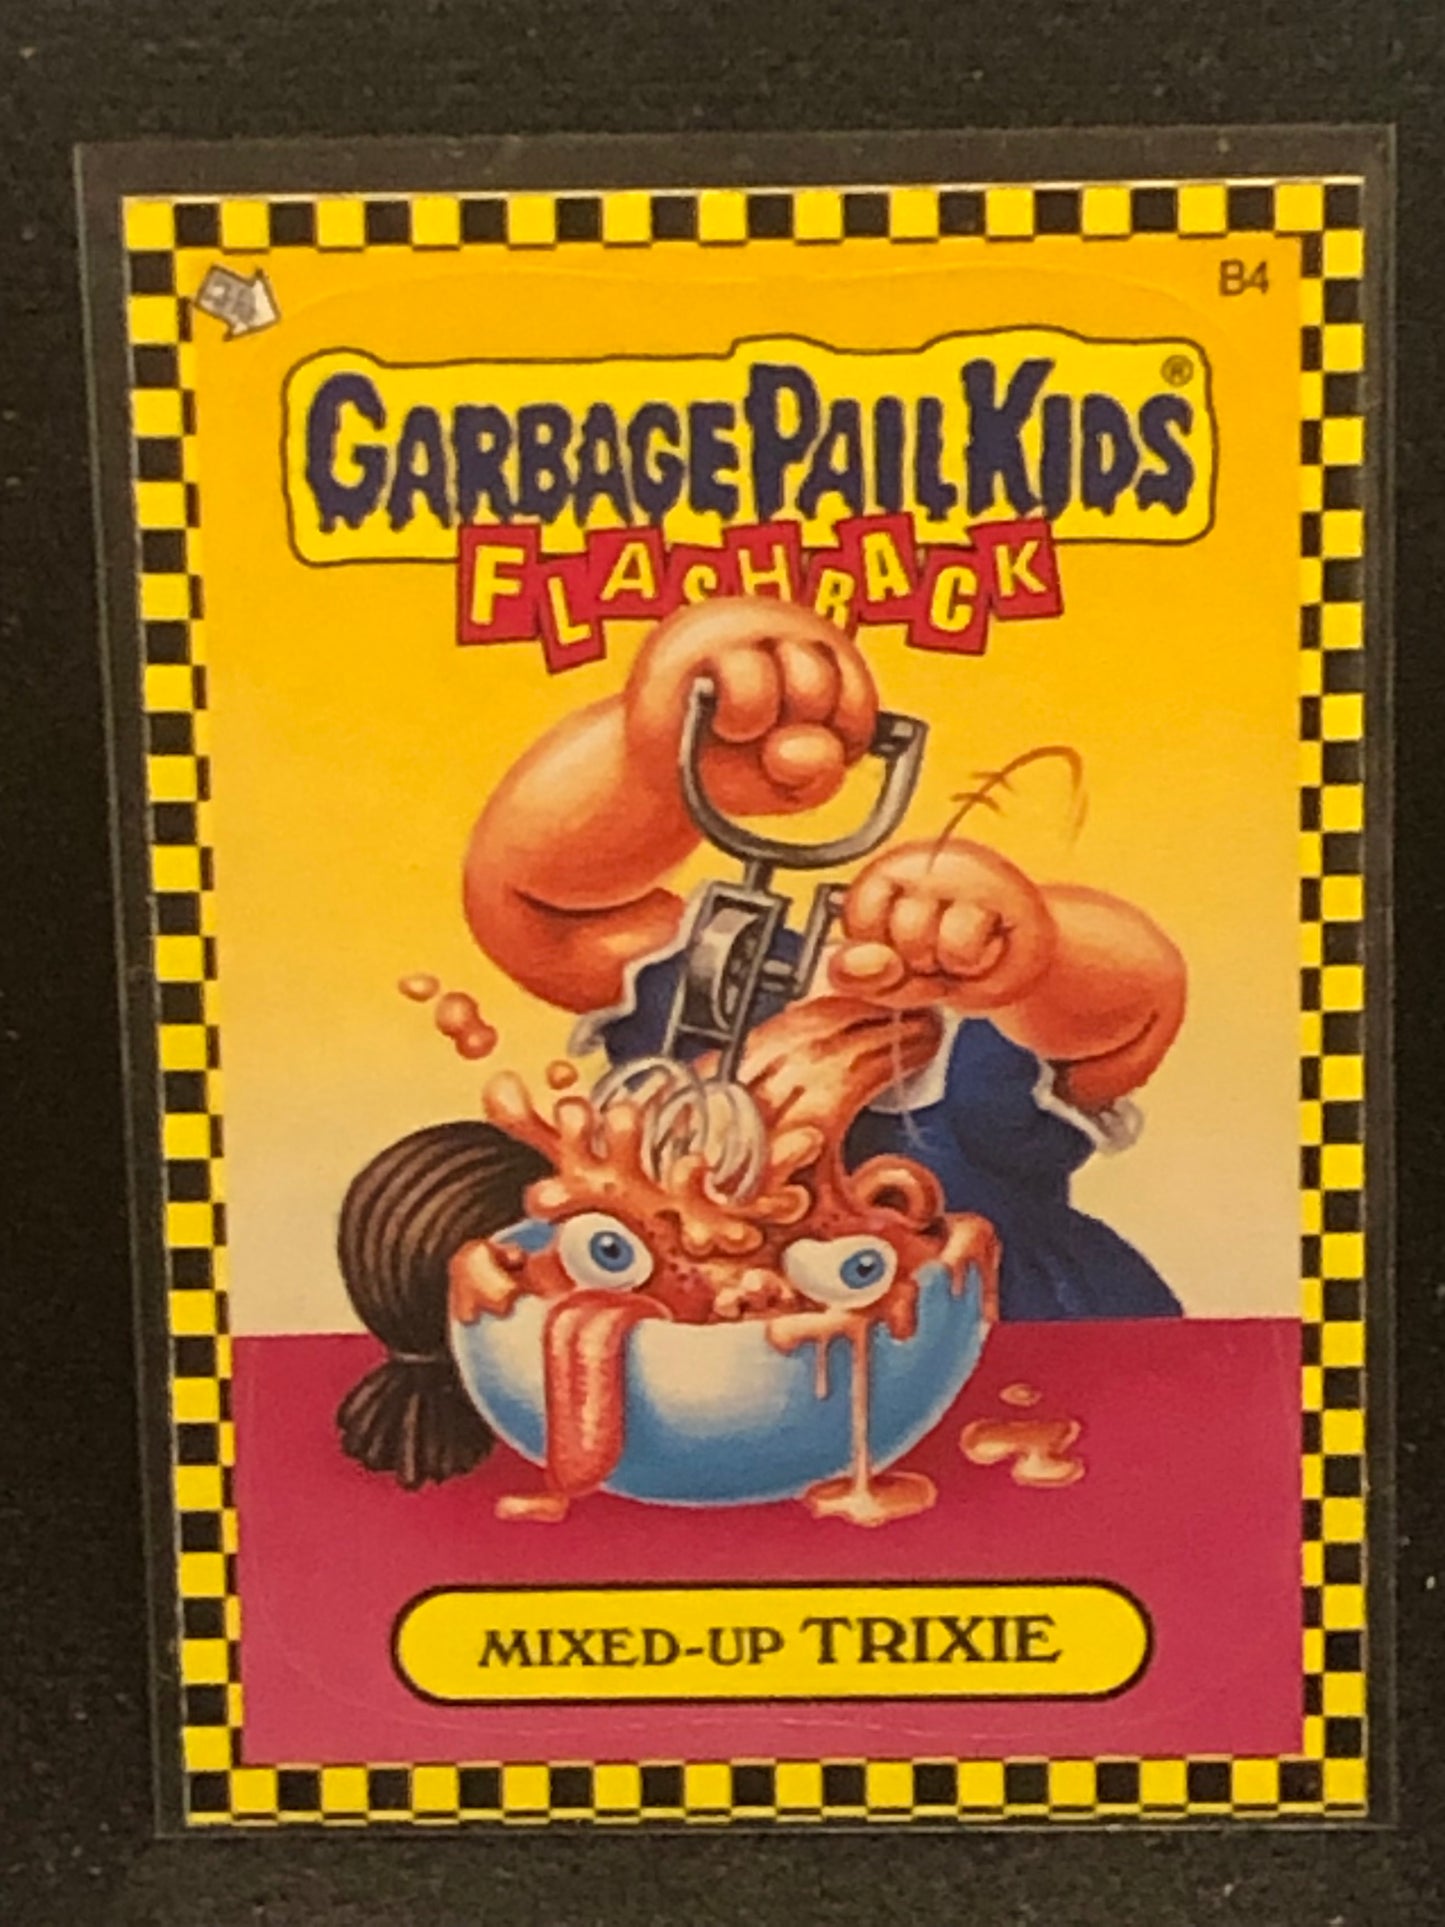 B4
GARBAGE PAIL KIDS®
FLASHBACK
MIXED-UP TRIXIE